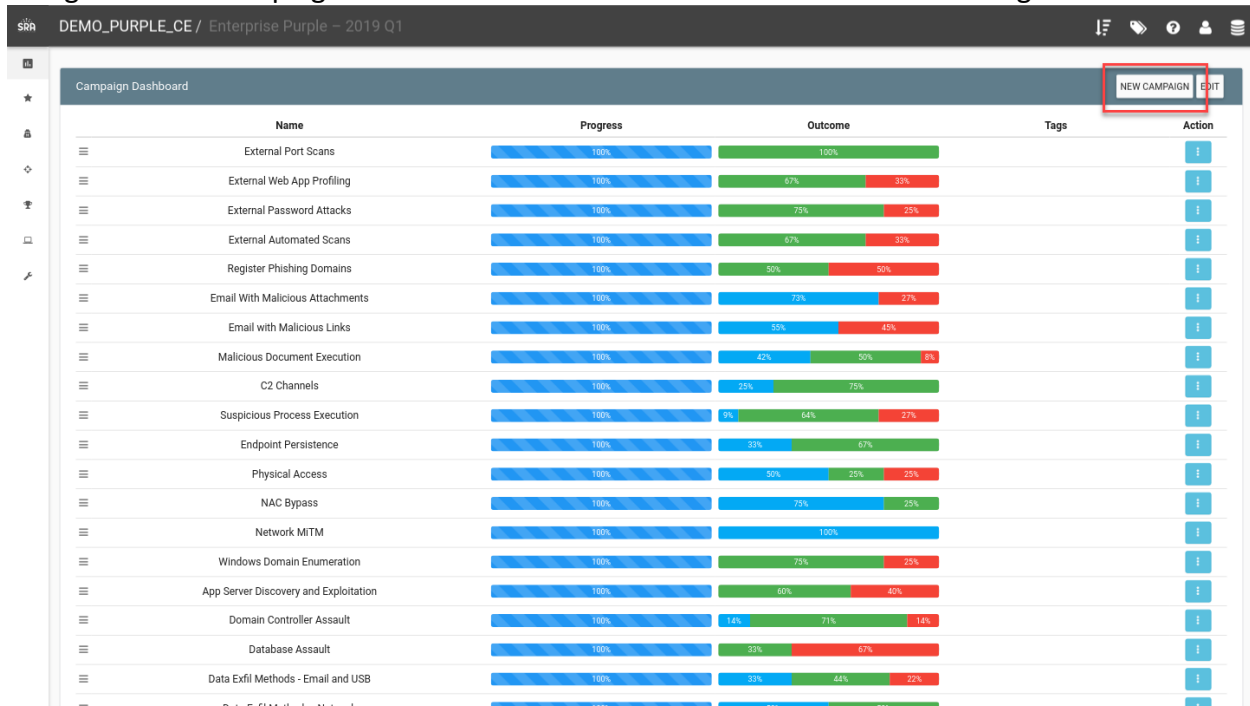 SRA DEMO_PURPLE_CE / Enterprise Purple – 2019 Q1
Campaign Dashboard NEW CAMPAIGN EDIT
Name Progress Outcome Tags Action
External Port Scans 100% 100%
External Web App Profiling 100% 67% 33%
External Password Attacks 100% 75% 25%
External Automated Scans 100% 67% 33%
Register Phishing Domains 100% 50% 50%
Email With Malicious Attachments 100% 73% 27%
Email with Malicious Links 100% 55% 45%
Malicious Document Execution 100% 42% 50% 8%
C2 Channels 100% 25% 75%
Suspicious Process Execution 100% 9% 64% 27%
Endpoint Persistence 100% 33% 67%
Physical Access 100% 50% 25% 25%
NAC Bypass 100% 75% 25%
Network MiTM 100% 100%
Windows Domain Enumeration 100% 75% 25%
App Server Discovery and Exploitation 100% 60% 40%
Domain Controller Assault 100% 14% 71% 14%
Database Assault 100% 33% 67%
Data Exfil Methods - Email and USB 100% 33% 44% 22%